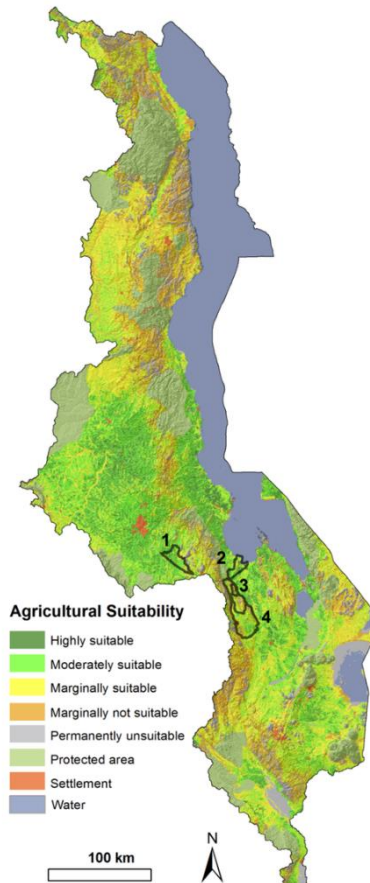 1
2
3
4
Agricultural Suitability
Highly suitable
Moderately suitable
Marginally suitable
Marginally not suitable
Permanently unsuitable
Protected area
Settlement
Water
100 km
N